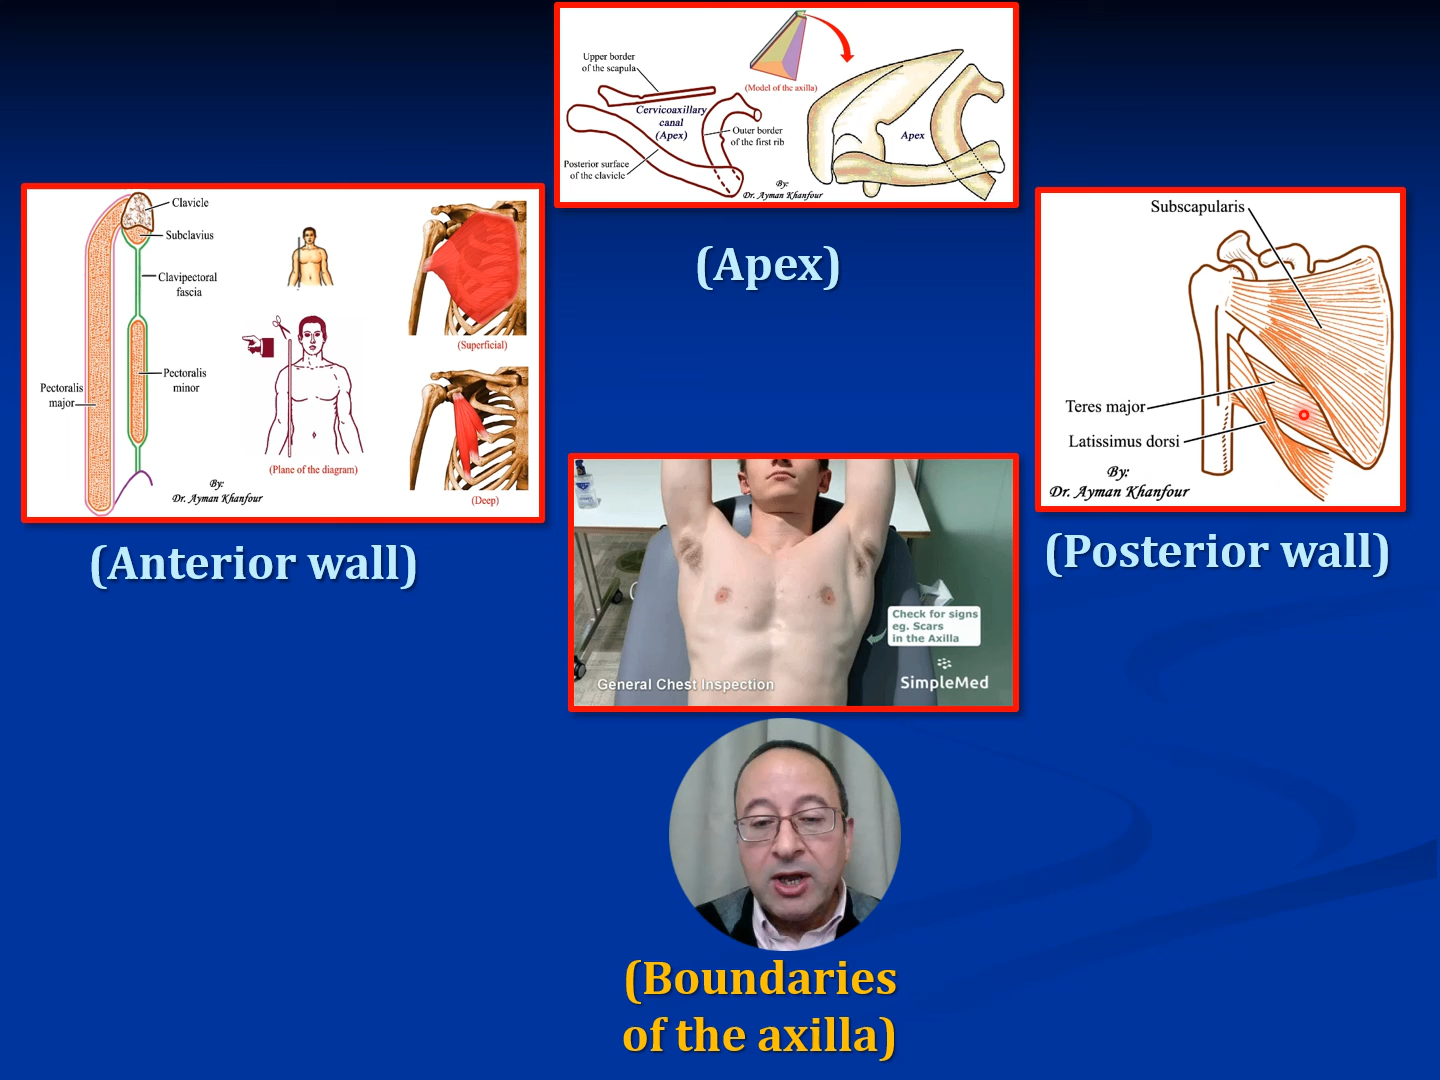 Upper border
of the scapula
Cervicoaxillary
canal
(Apex)
Outer border
of the first rib
Posterior surface
of the clavicle
(Model of the axilla)
Apex
By:
Dr. Ayman Khanfour
(Apex)
Clavicle
Subclavius
Clavipectoral
fascia
Pectoralis
minor
Pectoralis
major
By:
Dr. Ayman Khanfour
(Plane of the diagram)
(Superficial)
(Deep)
(Anterior wall)
Subscapularis
Teres major
Latissimus dorsi
By:
Dr. Ayman Khanfour
(Posterior wall)
Check for signs
eg. Scars
in the Axilla
SimpleMed
General Chest Inspection
(Boundaries
of the axilla)